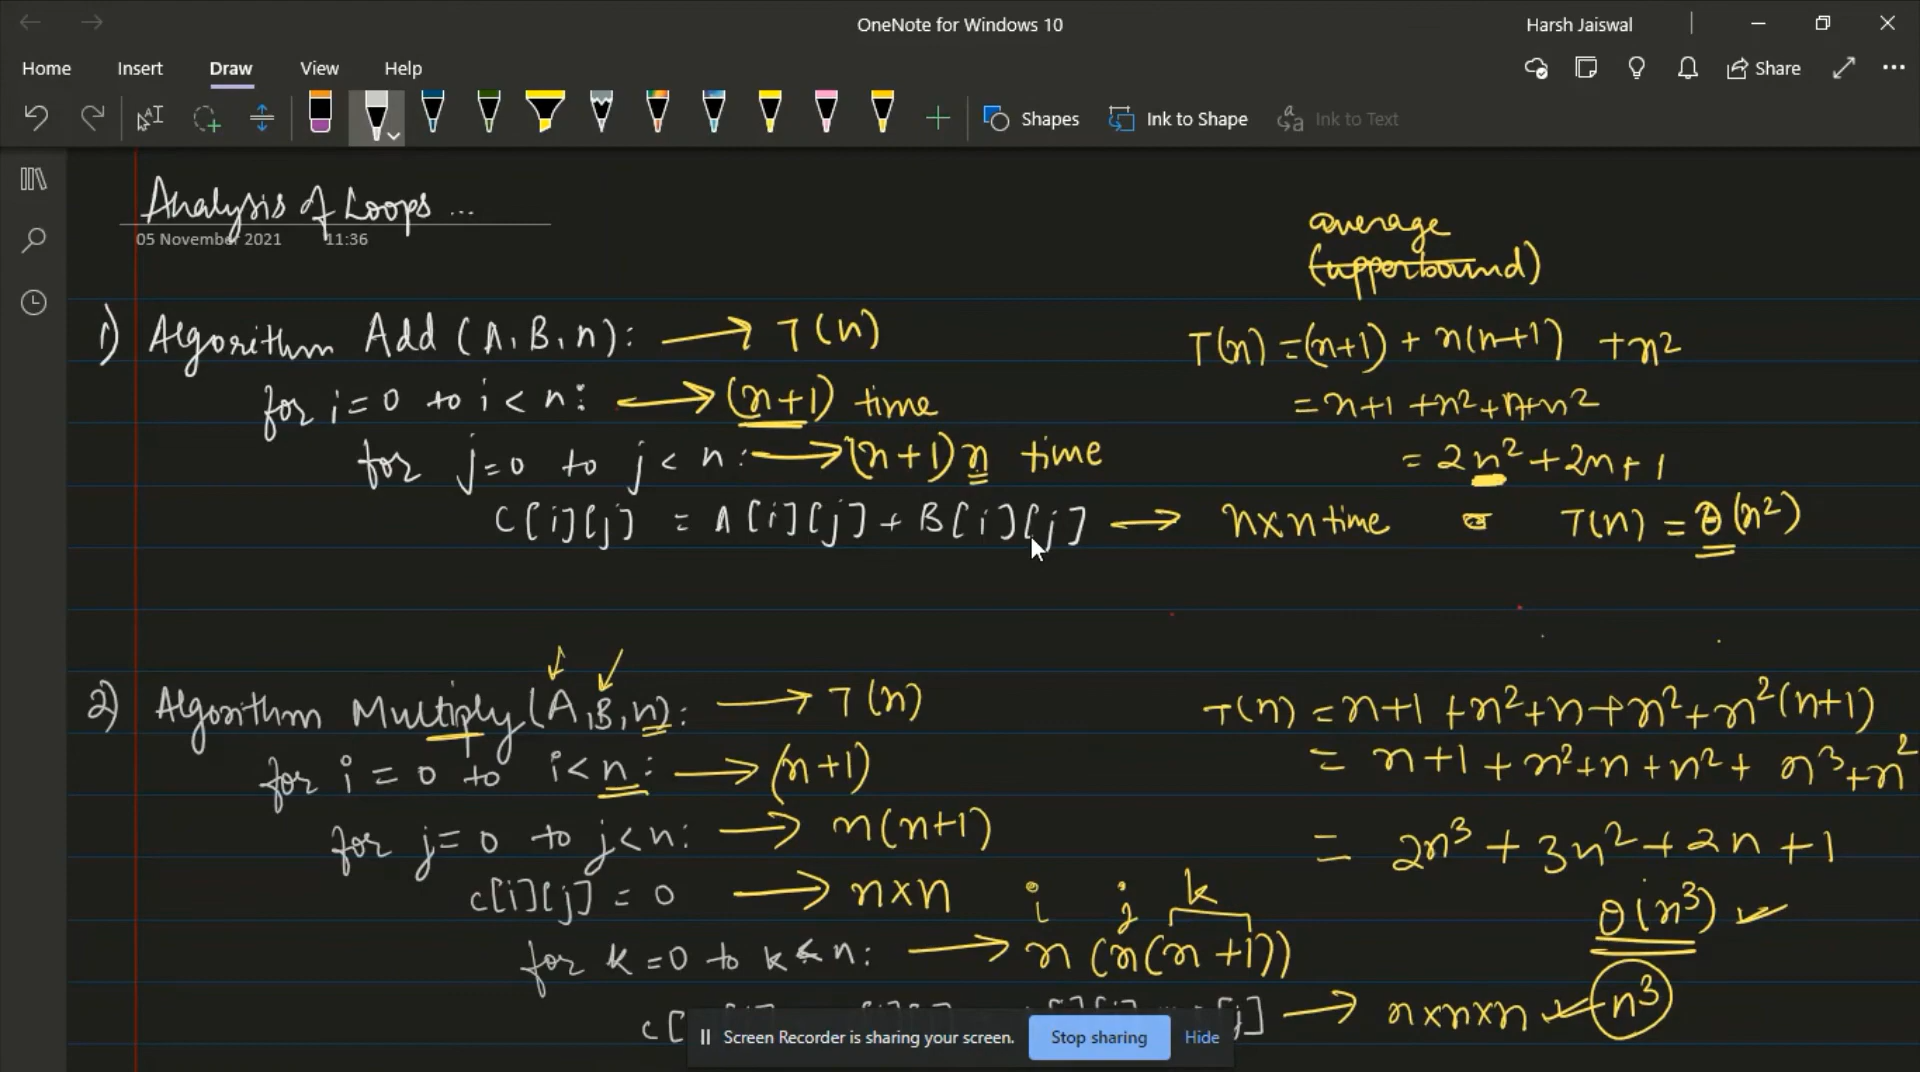 OneNote for Windows 10
Harsh Jaiswal
Home Insert Draw View Help
Share
Shapes Ink to Shape Ink to Text
Analysis of Loops ...
05 November 2021 11:36
average
(upperbound)
1) Algorithm Add (A, B, n): → T(n)
T(n) = (n+1) + n(n+1) + n²
for i = 0 to i < n: → (n+1) time
= n+1 + n² + n + n²
for j = 0 to j < n: → (n+1) n time
= 2n² + 2n + 1
C[i][j] = A[i][j] + B[i][j] → n×n time
T(n) = θ(n²)
2) Algorithm Multiply (A, B, n): → T(n)
T(n) = n+1 + n² + n + n² + n²(n+1)
for i = 0 to i < n: → (n+1)
= n+1 + n² + n + n² + n³ + n²
for j = 0 to j < n: → n(n+1)
= 2n³ + 3n² + 2n + 1
c[i][j] = 0 → n×n
i j k
θ(n³)
for k = 0 to k < n: → n (n(n+1))
c[ j] → n×n×n n³
Screen Recorder is sharing your screen. Stop sharing Hide